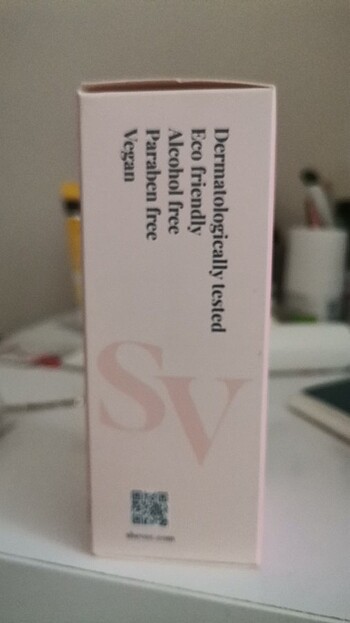 Dermatologically tested
Eco friendly
Alcohol free
Paraben free
Vegan
SV